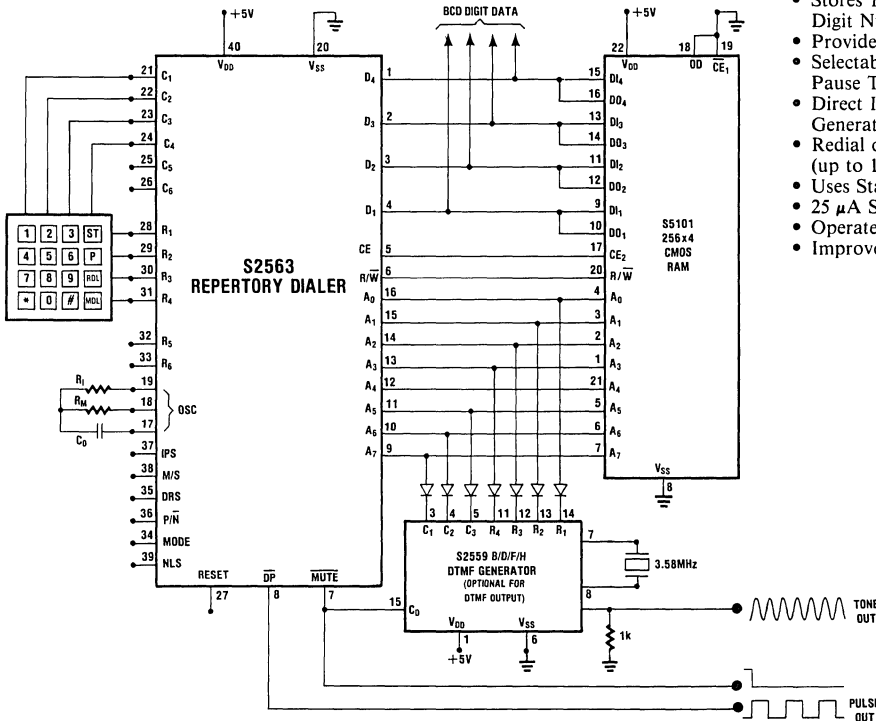 +5V
40
VDD
20
VSS
BCD DIGIT DATA
+5V
22
VDD
18
OD
19
CE1
S2563
REPERTORY DIALER
21 C1
22 C2
23 C3
24 C4
25 C5
26 C6
28 R1
29 R2
30 R3
31 R4
32 R5
33 R6
19
18
17
OSC
RI
RM
CD
37 IPS
38 M/S
35 DRS
36 P/N̅
34 MODE
39 NLS
1 2 3 ST
4 5 6 P
7 8 9 RDL
* 0 # MDL
RESET
27
D̅P̅
8
M̅U̅T̅E̅
7
D4 1
D3 2
D2 3
D1 4
CE 5
R/W̅ 6
A0 16
A1 15
A2 14
A3 13
A4 12
A5 11
A6 10
A7 9
15 DI4
16 DO4
13 DI3
14 DO3
11 DI2
12 DO2
9 DI1
10 DO1
17 CE2
20 R/W̅
4 A0
3 A1
2 A2
1 A3
21 A4
5 A5
6 A6
7 A7
S5101
256x4
CMOS
RAM
VSS
8
3 4 5 11 12 13 14
C1 C2 C3 R4 R3 R2 R1
S2559 B/D/F/H
DTMF GENERATOR
(OPTIONAL FOR
DTMF OUTPUT)
15 CD
VDD
1
+5V
VSS
6
7
3.58MHz
8
1k
TONE
OUT
PULSE
OUT
• Stores
Digit
• Provide
• Selectab
Pause T
• Direct I
Generat
• Redial o
(up to 1
• Uses Sta
• 25 μA S
• Operate
• Improve